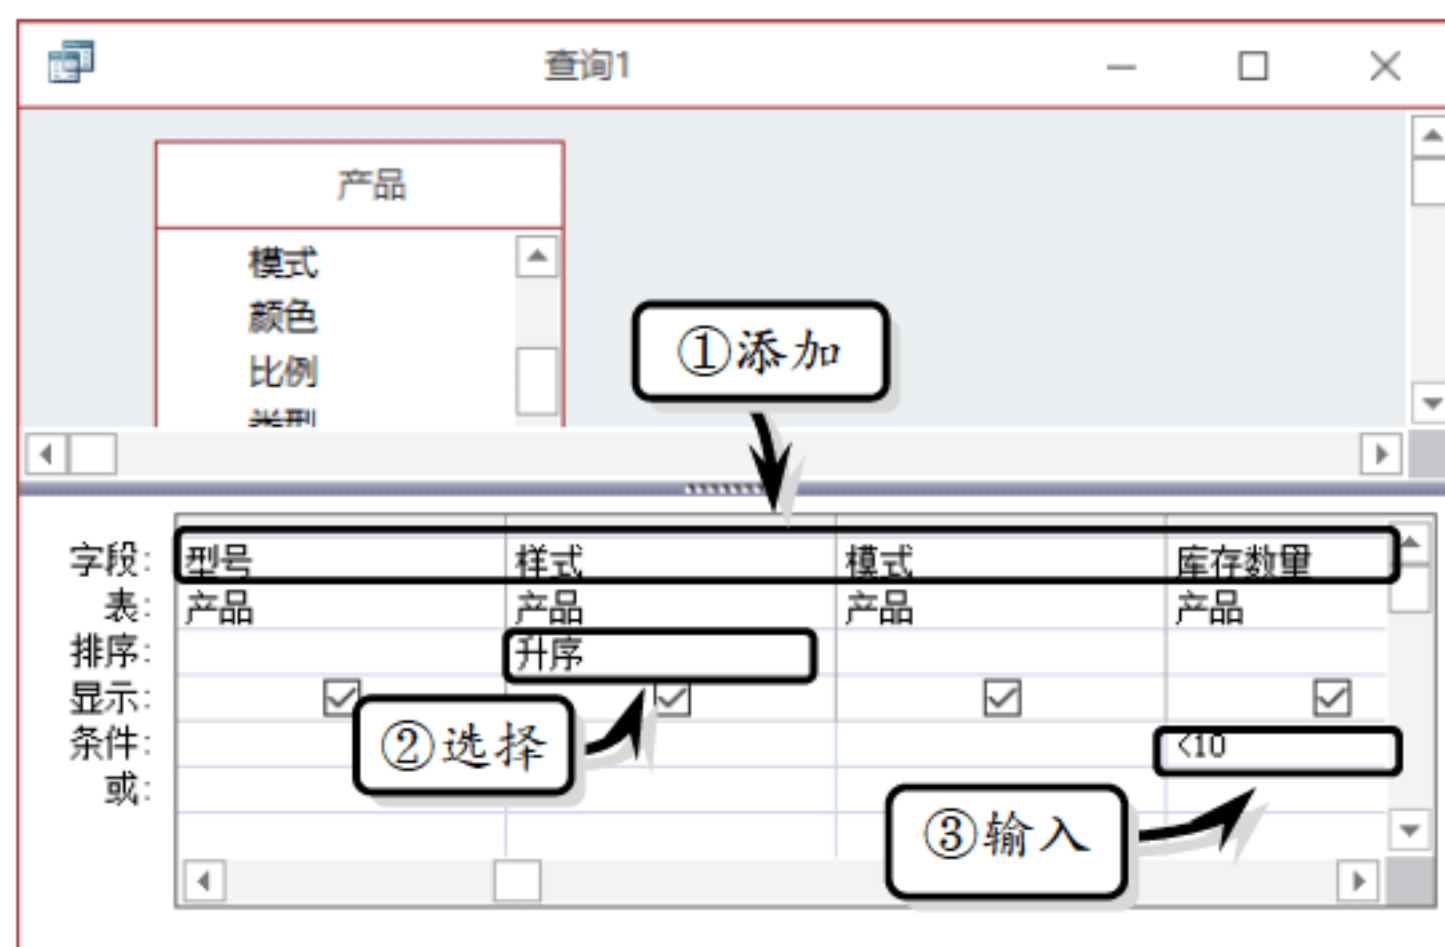 查询1
产品
模式
颜色
比例
类型
①添加
字段: 型号 样式 模式 库存数量
表: 产品 产品 产品 产品
排序: 升序
显示:
条件: <10
或:
②选择
③输入